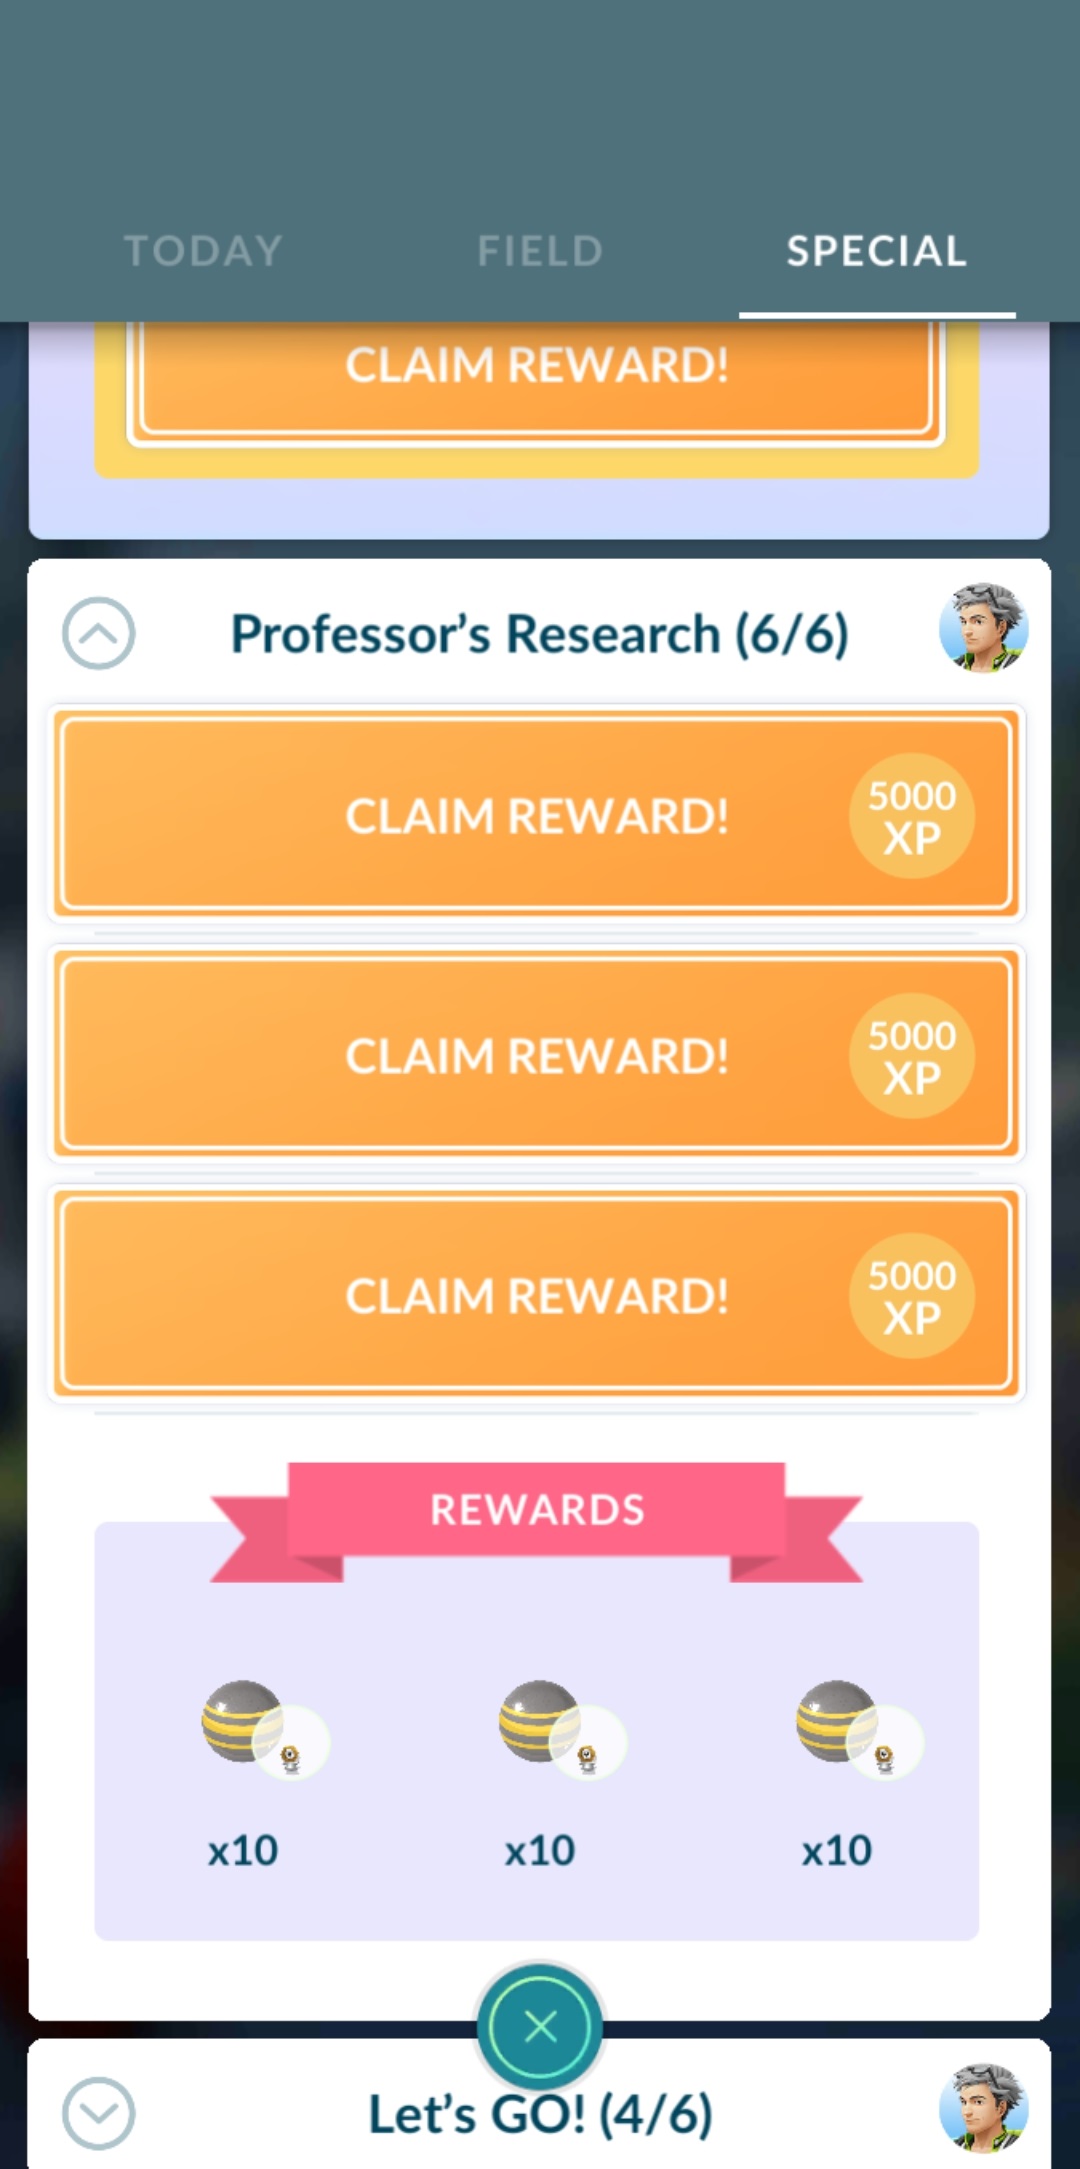 TODAY
FIELD
SPECIAL
CLAIM REWARD!
Professor’s Research (6/6)
CLAIM REWARD!
5000
XP
CLAIM REWARD!
5000
XP
CLAIM REWARD!
5000
XP
REWARDS
x10
x10
x10
Let’s GO! (4/6)